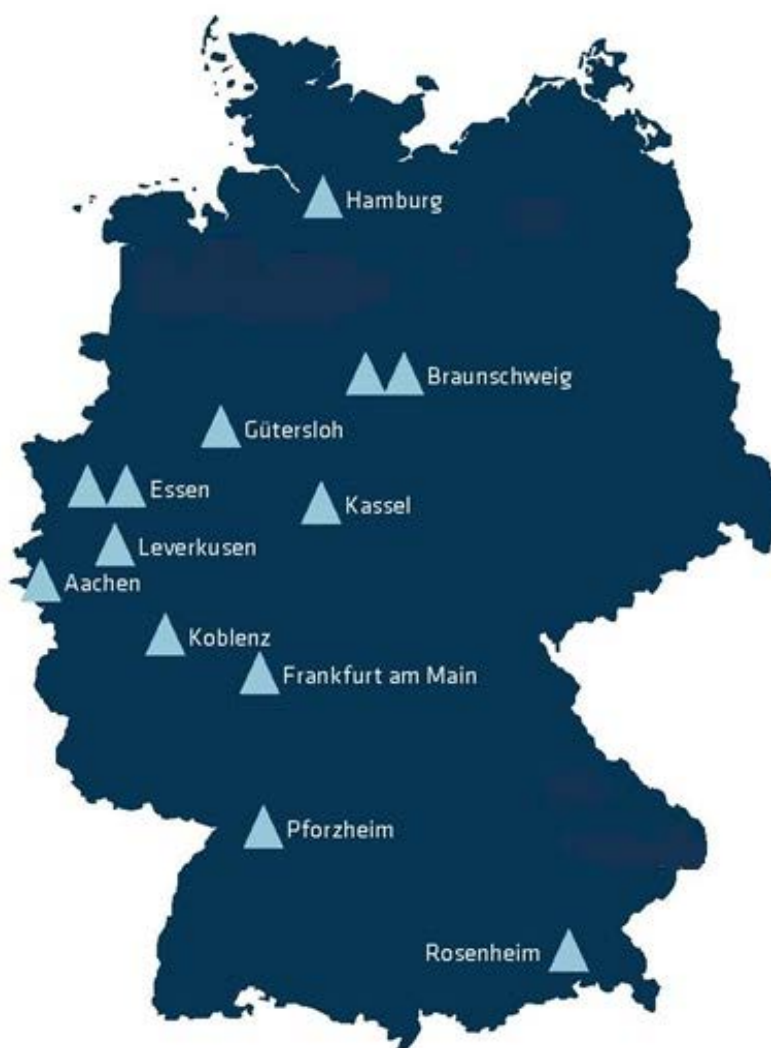 Hamburg
Braunschweig
Gütersloh
Essen
Kassel
Leverkusen
Aachen
Koblenz
Frankfurt am Main
Pforzheim
Rosenheim